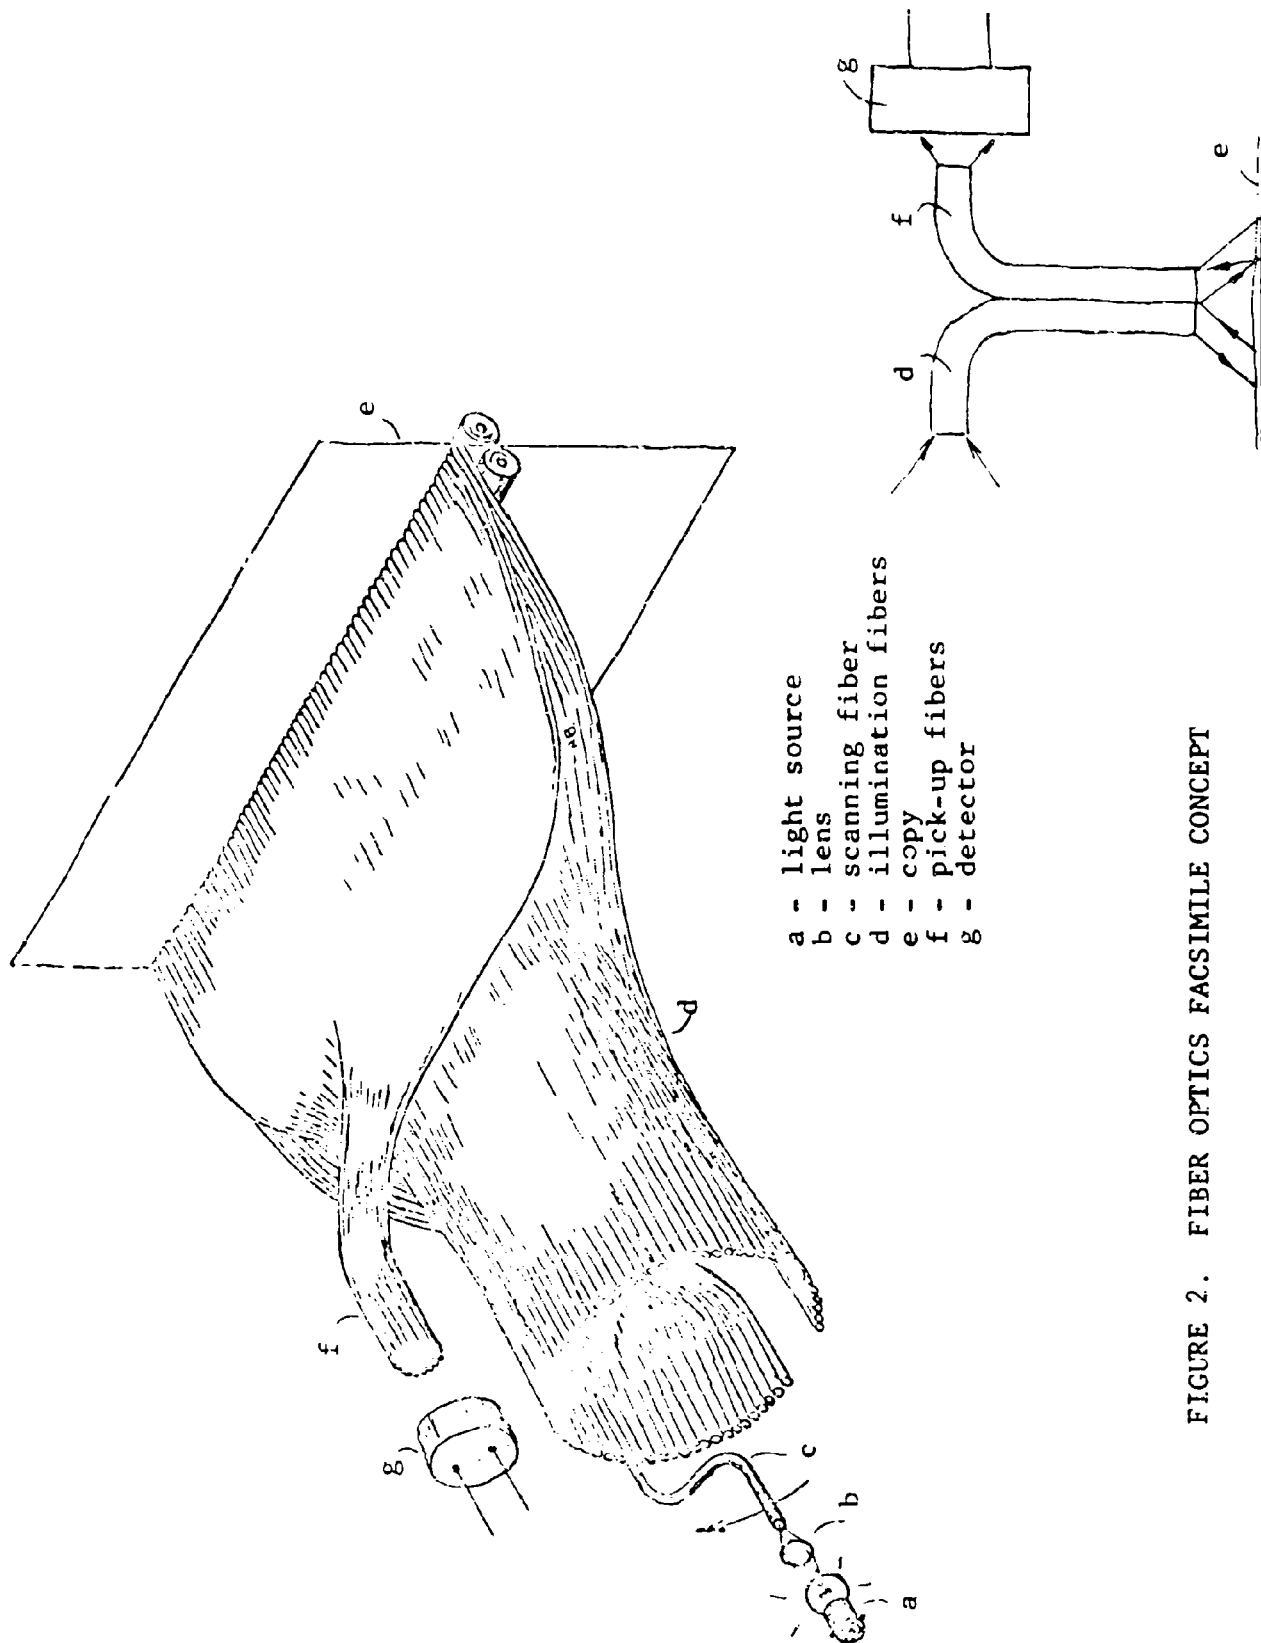 g
f
d
e
e
a - light source
b - lens
c - scanning fiber
d - illumination fibers
e - copy
f - pick-up fibers
g - detector
f
d
g
c
b
a
FIGURE 2. FIBER OPTICS FACSIMILE CONCEPT